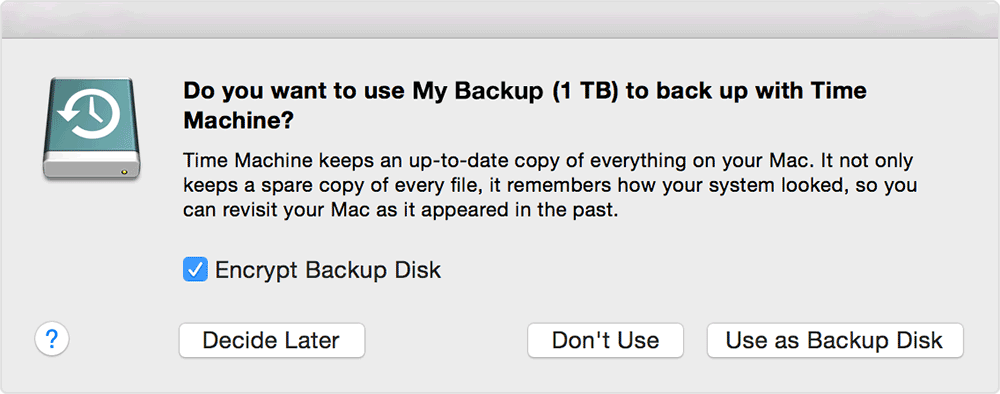 Do you want to use My Backup (1 TB) to back up with Time
Machine?
Time Machine keeps an up-to-date copy of everything on your Mac. It not only
keeps a spare copy of every file, it remembers how your system looked, so you
can revisit your Mac as it appeared in the past.
Encrypt Backup Disk
? Decide Later Don't Use Use as Backup Disk